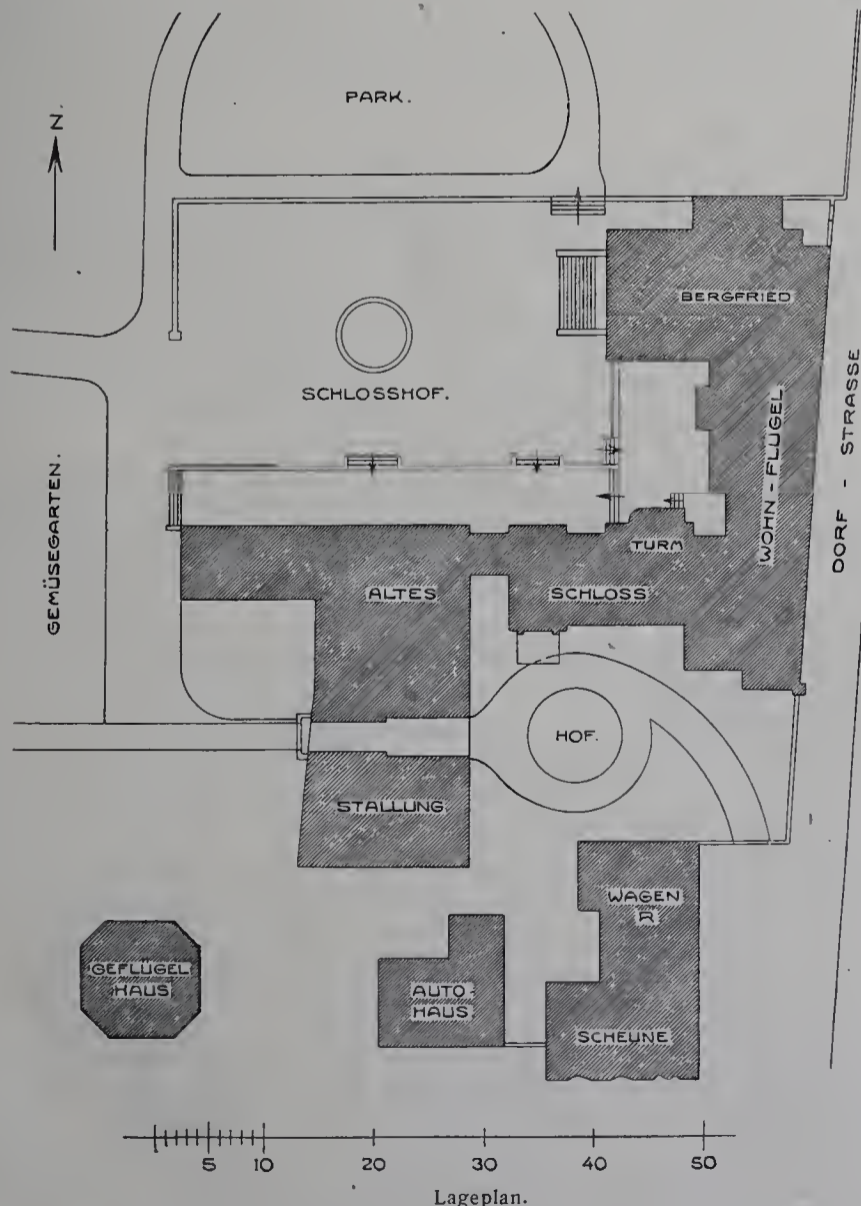 PARK.
N.
BERGFRIED
SCHLOSSHOF.
WOHN-FLÜGEL
DORF - STRASSE
GEMÜSEGARTEN.
TURM
ALTES
SCHLOSS
HOF.
STALLUNG
WAGEN
R
GEFLÜGEL
HAUS
AUTO
HAUS
SCHEUNE
5 10 20 30 40 50
Lageplan.